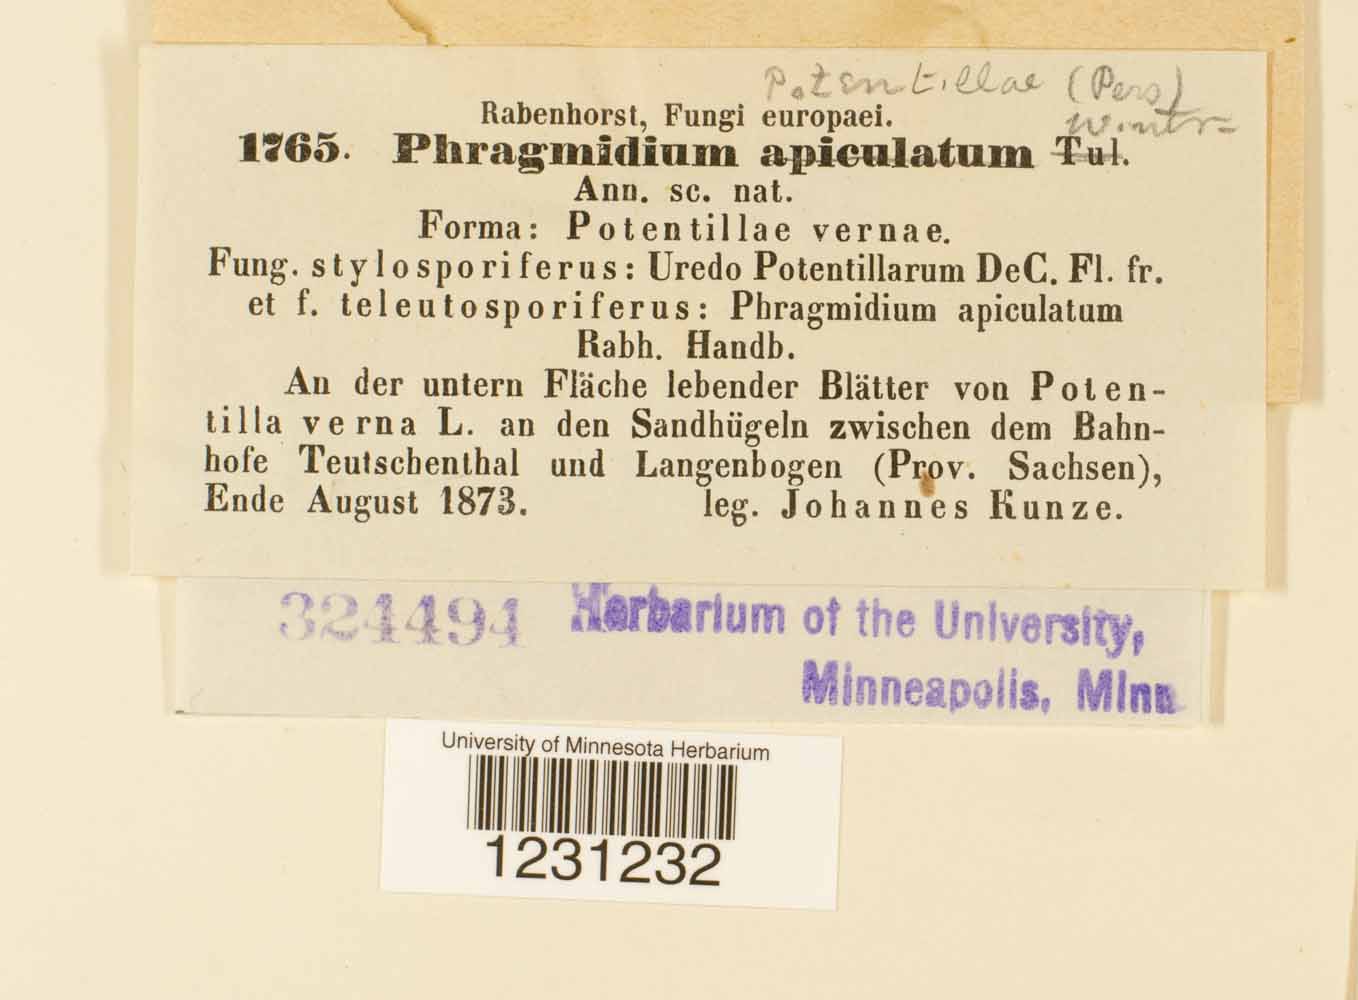 Potentillae (Pers)
Winter
Rabenhorst, Fungi europaei.
1765. Phragmidium apiculatum Tul.
Ann. sc. nat.
Forma: Potentillae vernae.
Fung. stylosporiferus: Uredo Potentillarum DeC. Fl. fr.
et f. teleutosporiferus: Phragmidium apiculatum
Rabh. Handb.
An der untern Fläche lebender Blätter von Poten-
tilla verna L. an den Sandhügeln zwischen dem Bahn-
hofe Teutschenthal und Langenbogen (Prov. Sachsen),
Ende August 1873. leg. Johannes Kunze.
324494 Herbarium of the University,
Minneapolis, Minn
University of Minnesota Herbarium
1231232